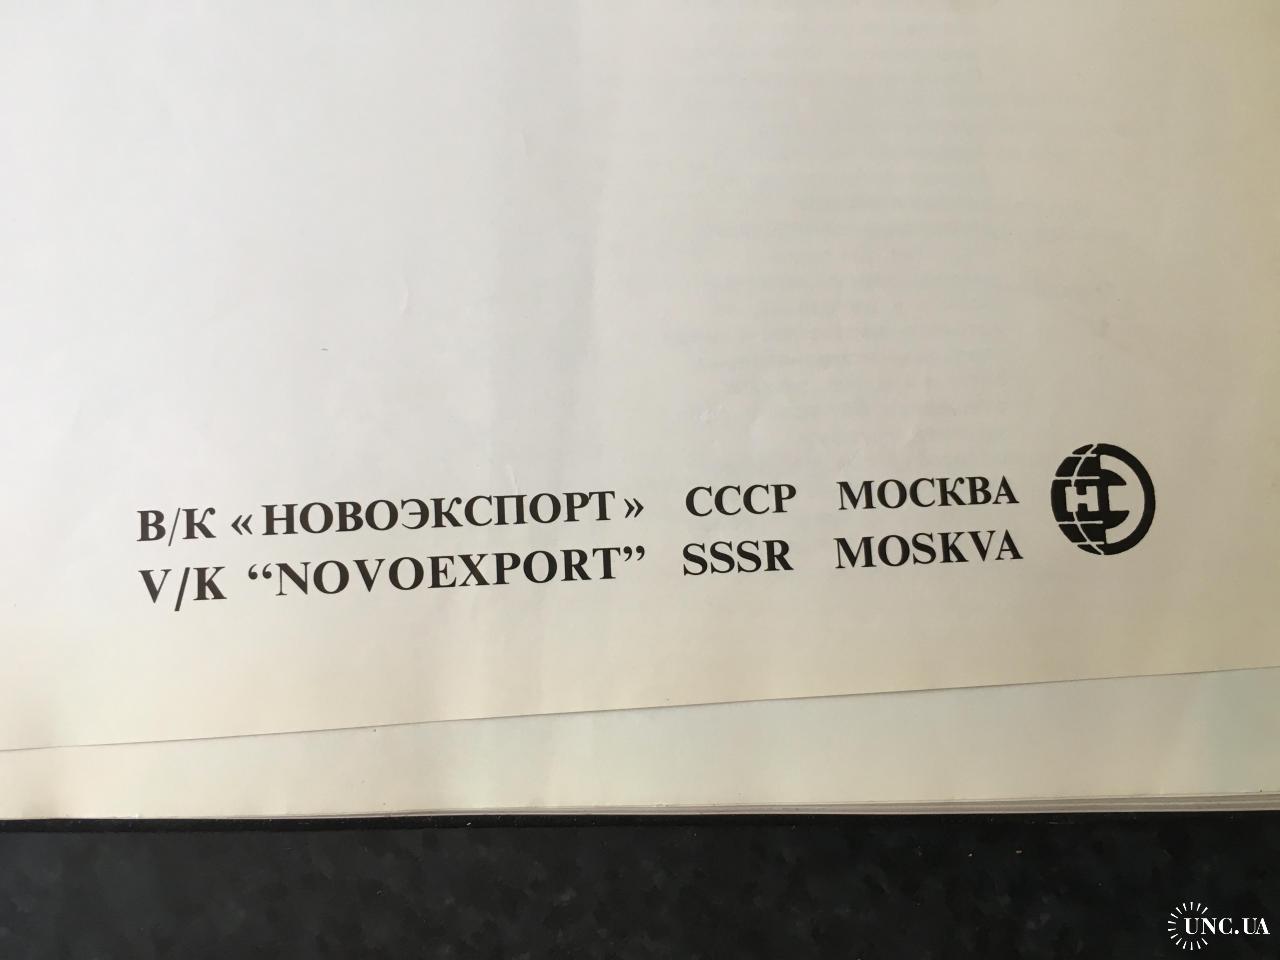 В/К «НОВОЭКСПОРТ» СССР МОСКВА
V/K “NOVOEXPORT” SSSR MOSKVA
UNC.UA